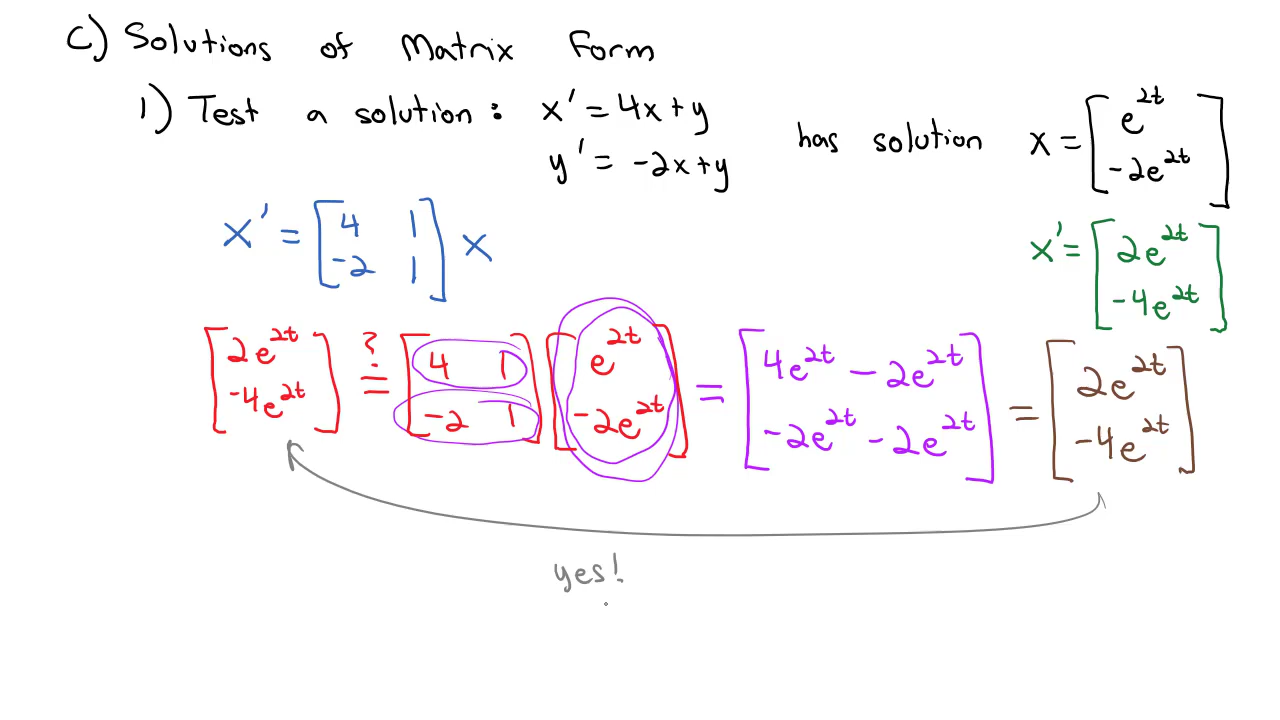 C) Solutions of Matrix Form
1) Test a solution: x' = 4x + y
y' = -2x + y
has solution x = [e^{2t}; -2e^{2t}]
x' = [4 1; -2 1] x
x' = [2e^{2t}; -4e^{2t}]
[2e^{2t}; -4e^{2t}] ?= [4 1; -2 1] [e^{2t}; -2e^{2t}] = [4e^{2t} - 2e^{2t}; -2e^{2t} - 2e^{2t}] = [2e^{2t}; -4e^{2t}]
yes!